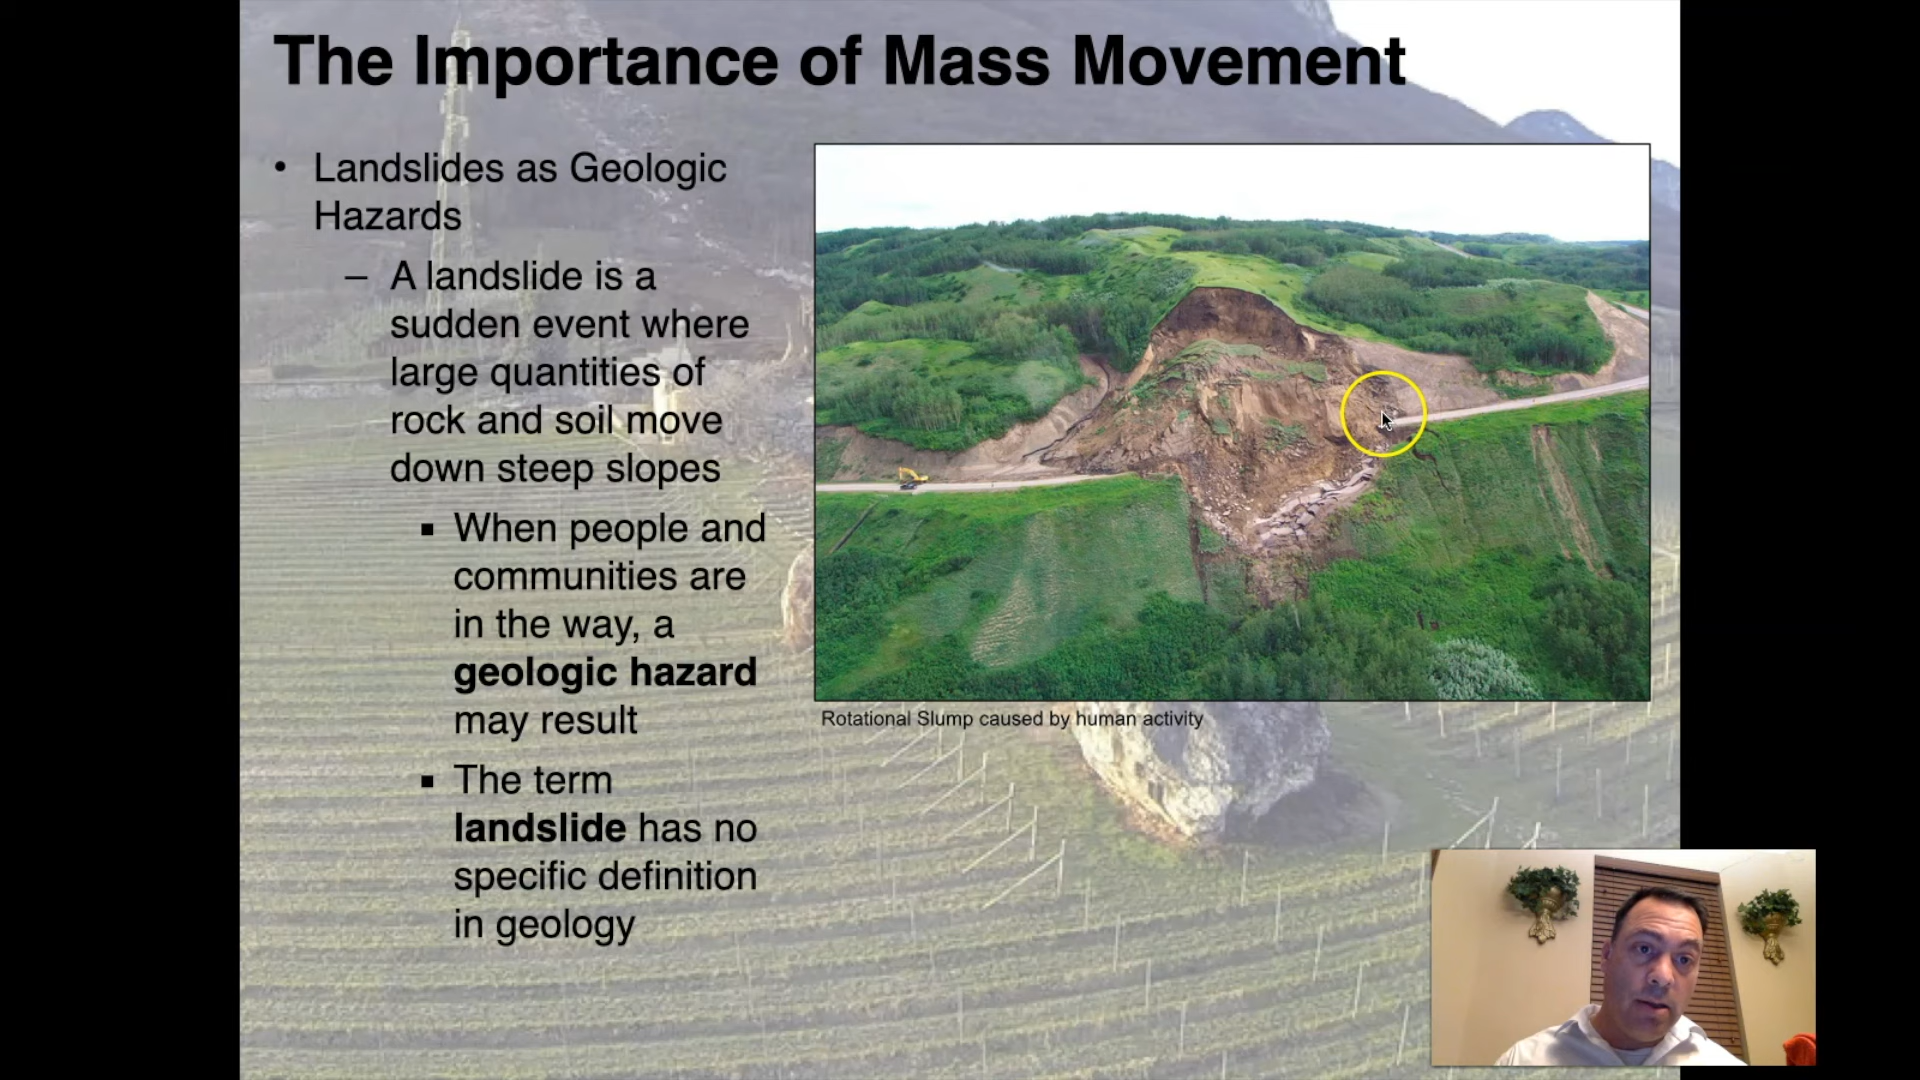 The Importance of Mass Movement
• Landslides as Geologic
Hazards
– A landslide is a
sudden event where
large quantities of
rock and soil move
down steep slopes
▪ When people and
communities are
in the way, a
geologic hazard
may result
▪ The term
landslide has no
specific definition
in geology
Rotational Slump caused by human activity